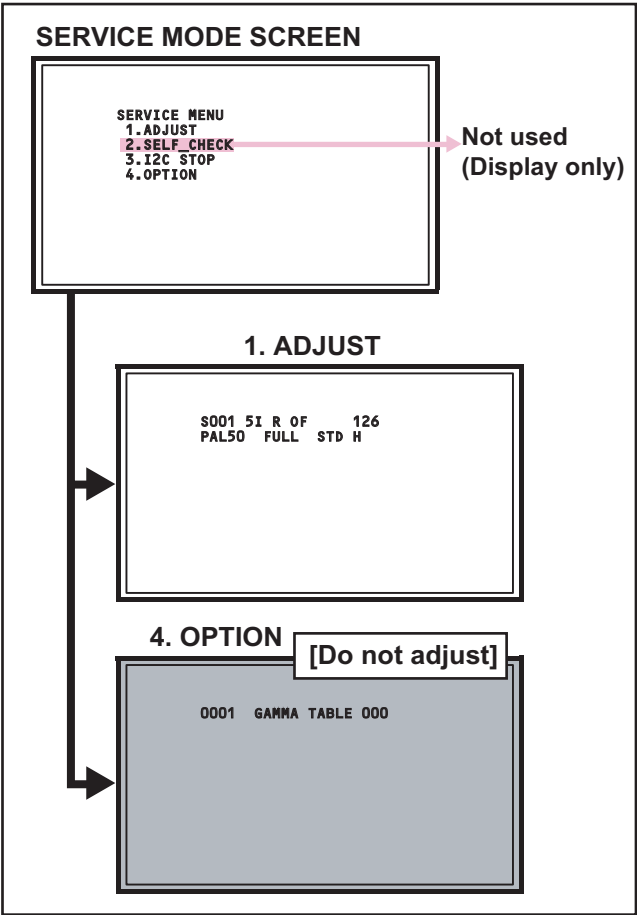 SERVICE MODE SCREEN
SERVICE MENU
1.ADJUST
2.SELF_CHECK
3.I2C STOP
4.OPTION
Not used
(Display only)
1. ADJUST
S001 5I R OF 126
PAL50 FULL STD H
4. OPTION
[Do not adjust]
0001 GAMMA TABLE 000